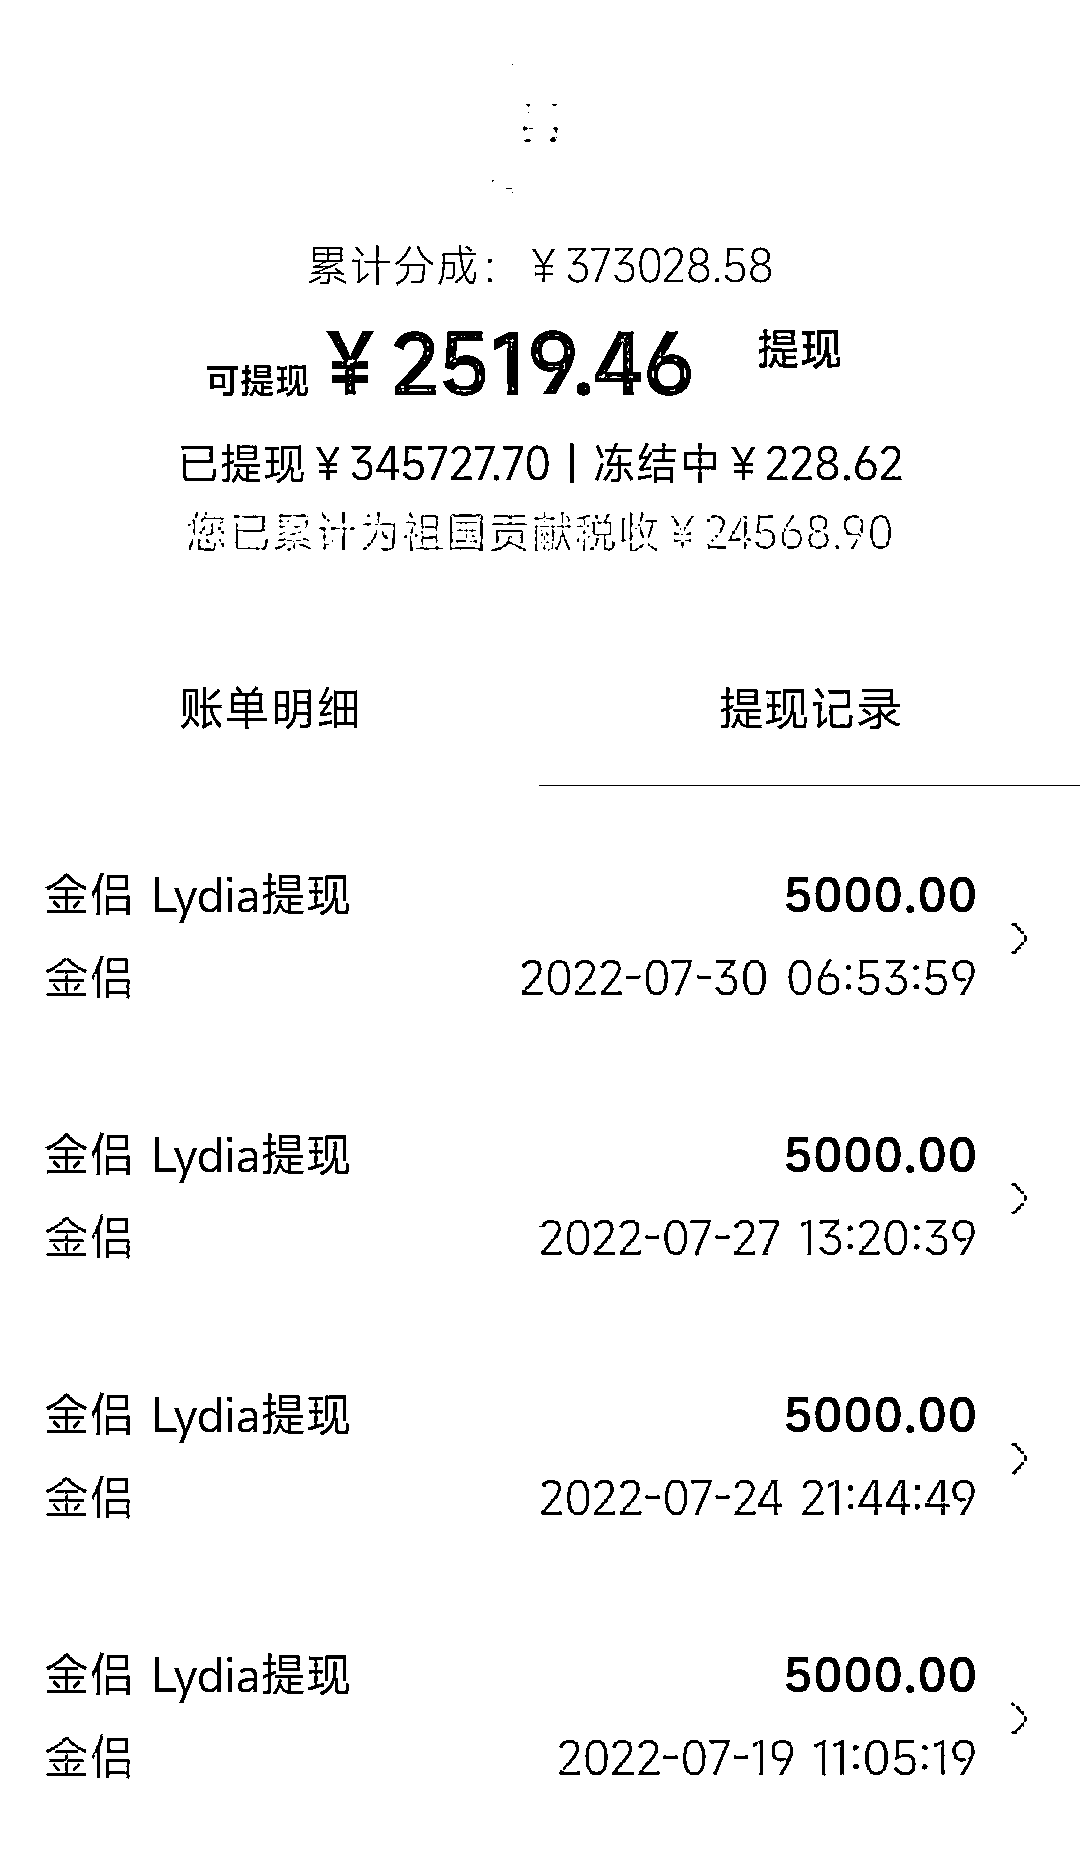 累计分成：￥373028.58
可提现 ￥2519.46 提现
已提现￥345727.70 | 冻结中￥228.62
您已累计为祖国贡献税收￥24568.90
账单明细 提现记录
金侣 Lydia提现 5000.00
金侣 2022-07-30 06:53:59
金侣 Lydia提现 5000.00
金侣 2022-07-27 13:20:39
金侣 Lydia提现 5000.00
金侣 2022-07-24 21:44:49
金侣 Lydia提现 5000.00
金侣 2022-07-19 11:05:19